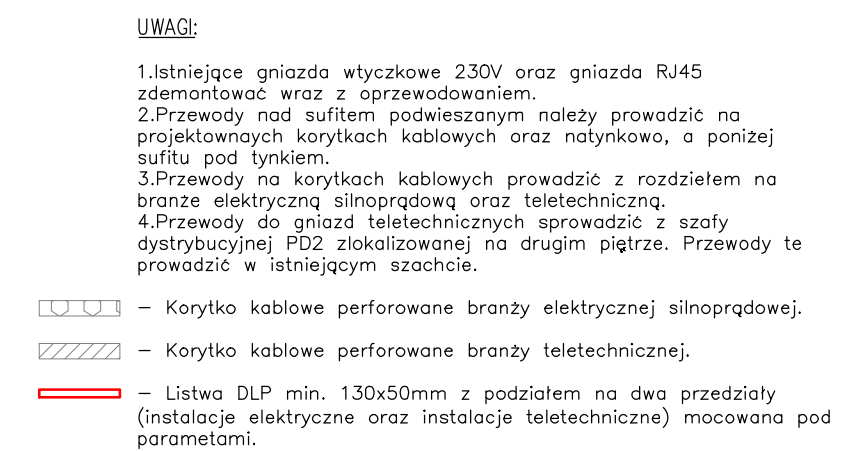 UWAGI:
1.Istniejące gniazda wtyczkowe 230V oraz gniazda RJ45
zdemontować wraz z oprzewodowaniem.
2.Przewody nad sufitem podwieszanym należy prowadzić na
projektownaych korytkach kablowych oraz natynkowo, a poniżej
sufitu pod tynkiem.
3.Przewody na korytkach kablowych prowadzić z rozdziełem na
branże elektryczną silnoprądową oraz teletechniczną.
4.Przewody do gniazd teletechnicznych sprowadzić z szafy
dystrybucyjnej PD2 zlokalizowanej na drugim piętrze. Przewody te
prowadzić w istniejącym szachcie.
– Korytko kablowe perforowane branży elektrycznej silnoprądowej.
– Korytko kablowe perforowane branży teletechnicznej.
– Listwa DLP min. 130x50mm z podziałem na dwa przedziały
(instalacje elektryczne oraz instalacje teletechniczne) mocowana pod
parametami.